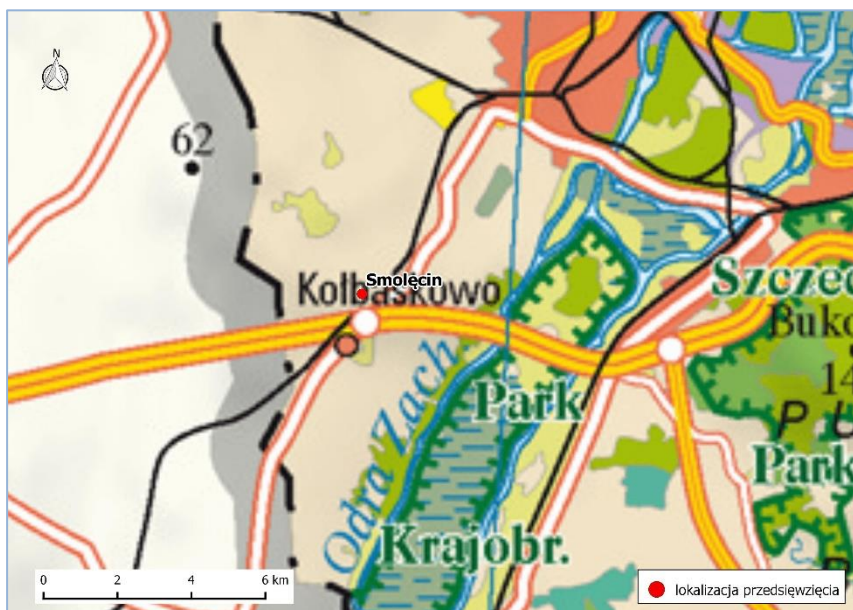 N
62
Smolęcin
Kołbaskowo
Szczec
Buko
14
Odra Zach
Park
P U
Park
Krajobr.
0 2 4 6 km
lokalizacja przedsięwzięcia